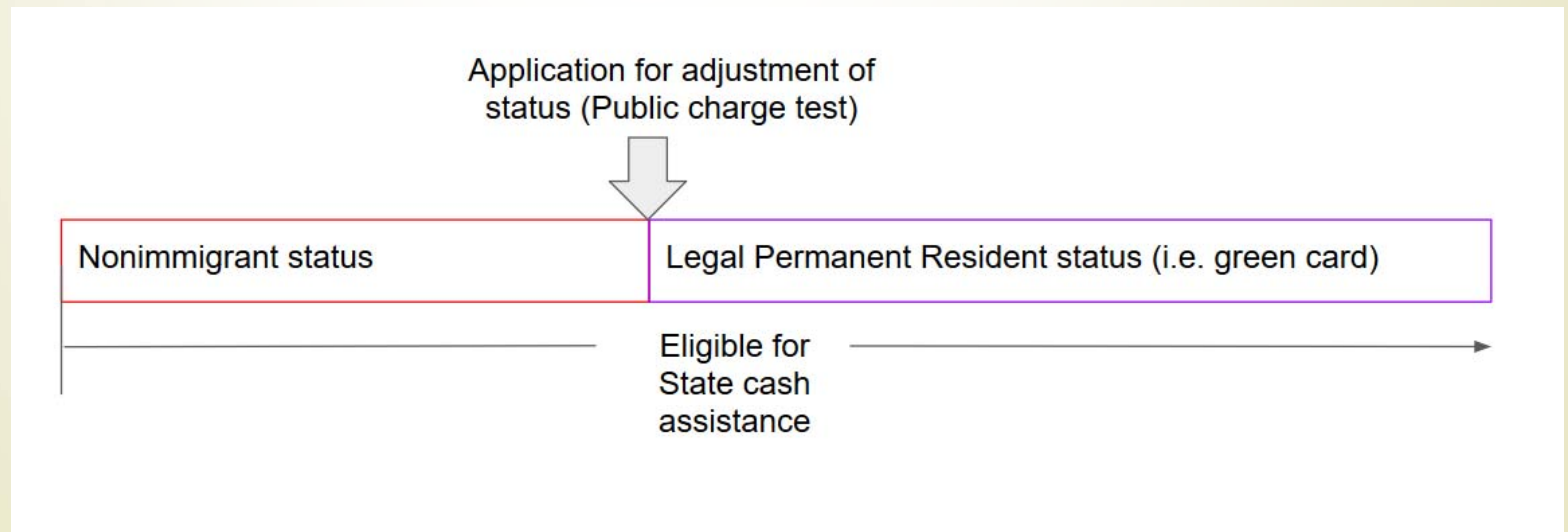 Application for adjustment of
status (Public charge test)
Nonimmigrant status
Legal Permanent Resident status (i.e. green card)
Eligible for
State cash
assistance